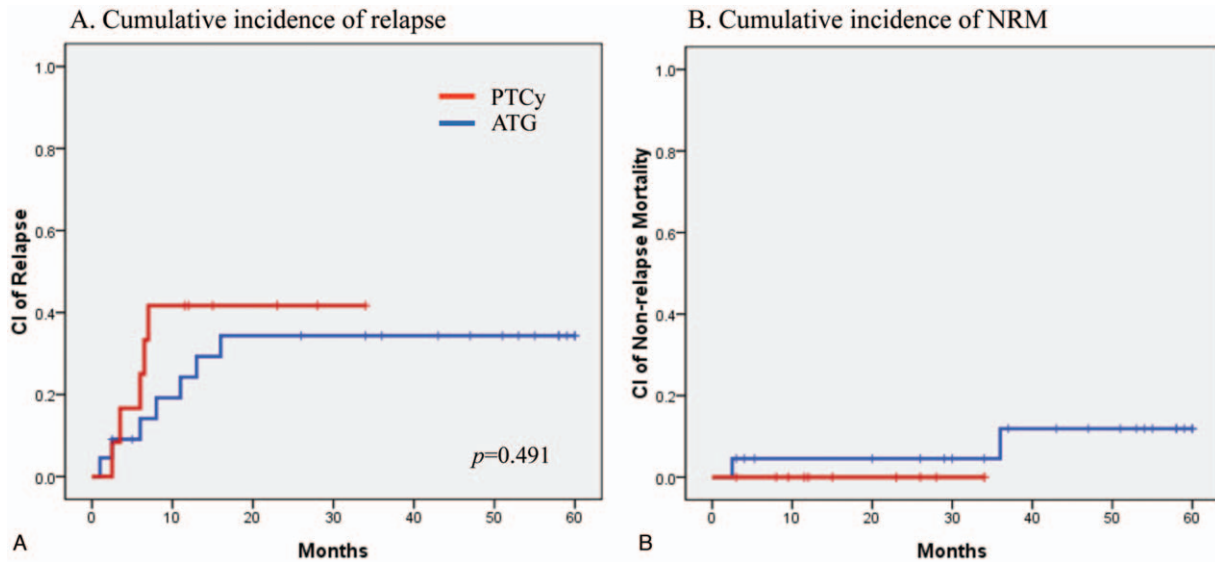 A. Cumulative incidence of relapse
CI of Relapse
1.0
0.8
0.6
0.4
0.2
0.0
PTCy
ATG
p=0.491
0 10 20 30 40 50 60
Months
A
B. Cumulative incidence of NRM
CI of Non-relapse Mortality
1.0
0.8
0.6
0.4
0.2
0.0
0 10 20 30 40 50 60
Months
B